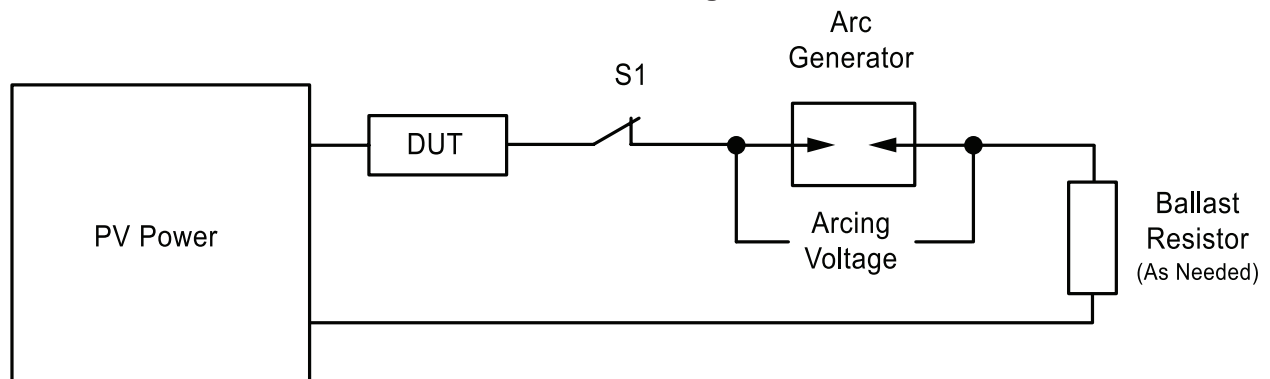 Arc
Generator
S1
DUT
PV Power
Arcing
Voltage
Ballast
Resistor
(As Needed)